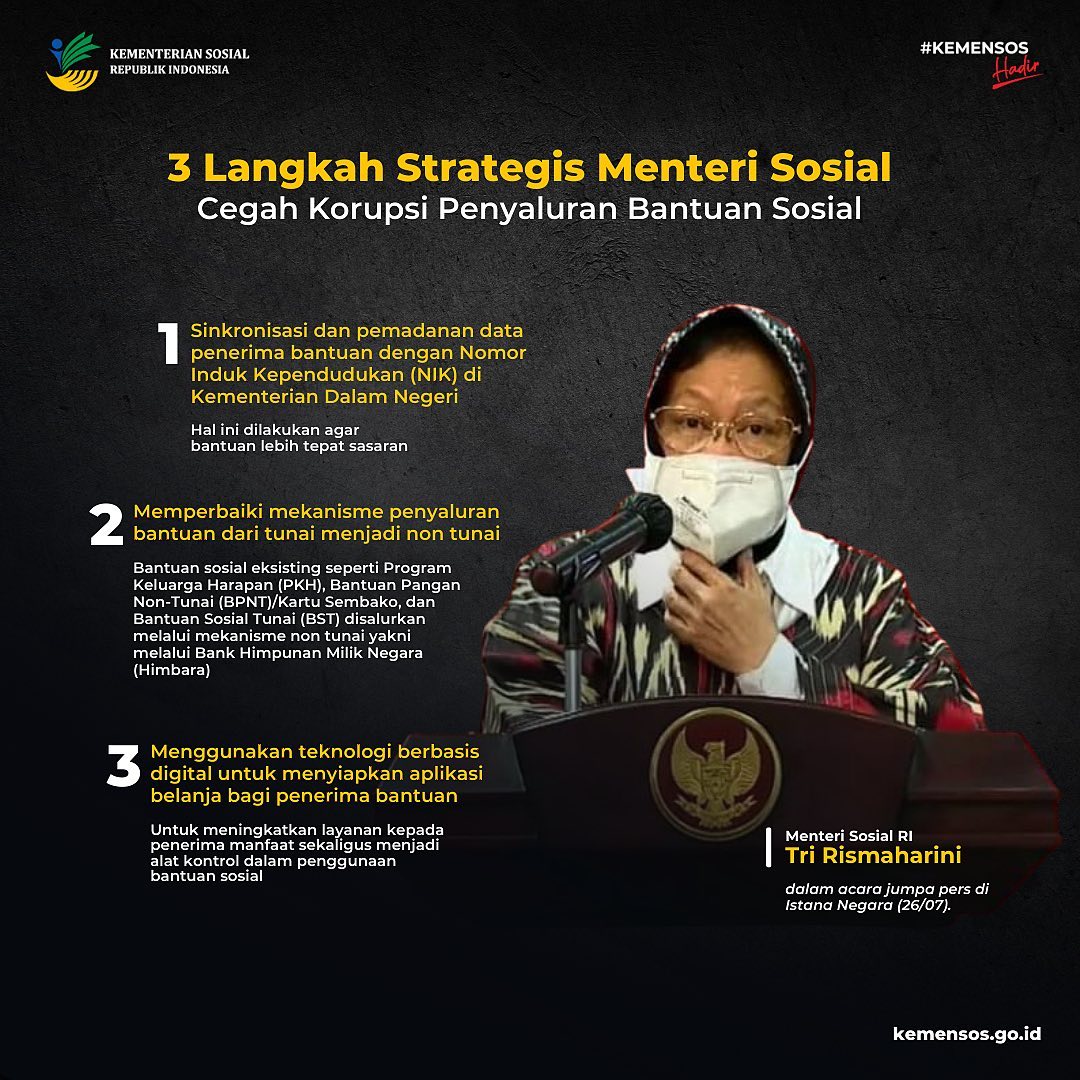 KEMENTERIAN SOSIAL
REPUBLIK INDONESIA
#KEMENSOS
Hadir
3 Langkah Strategis Menteri Sosial
Cegah Korupsi Penyaluran Bantuan Sosial
1
Sinkronisasi dan pemadanan data
penerima bantuan dengan Nomor
Induk Kependudukan (NIK) di
Kementerian Dalam Negeri
Hal ini dilakukan agar
bantuan lebih tepat sasaran
2
Memperbaiki mekanisme penyaluran
bantuan dari tunai menjadi non tunai
Bantuan sosial eksisting seperti Program
Keluarga Harapan (PKH), Bantuan Pangan
Non-Tunai (BPNT)/Kartu Sembako, dan
Bantuan Sosial Tunai (BST) disalurkan
melalui mekanisme non tunai yakni
melalui Bank Himpunan Milik Negara
(Himbara)
3
Menggunakan teknologi berbasis
digital untuk menyiapkan aplikasi
belanja bagi penerima bantuan
Untuk meningkatkan layanan kepada
penerima manfaat sekaligus menjadi
alat kontrol dalam penggunaan
bantuan sosial
Menteri Sosial RI
Tri Rismaharini
dalam acara jumpa pers di
Istana Negara (26/07).
kemensos.go.id